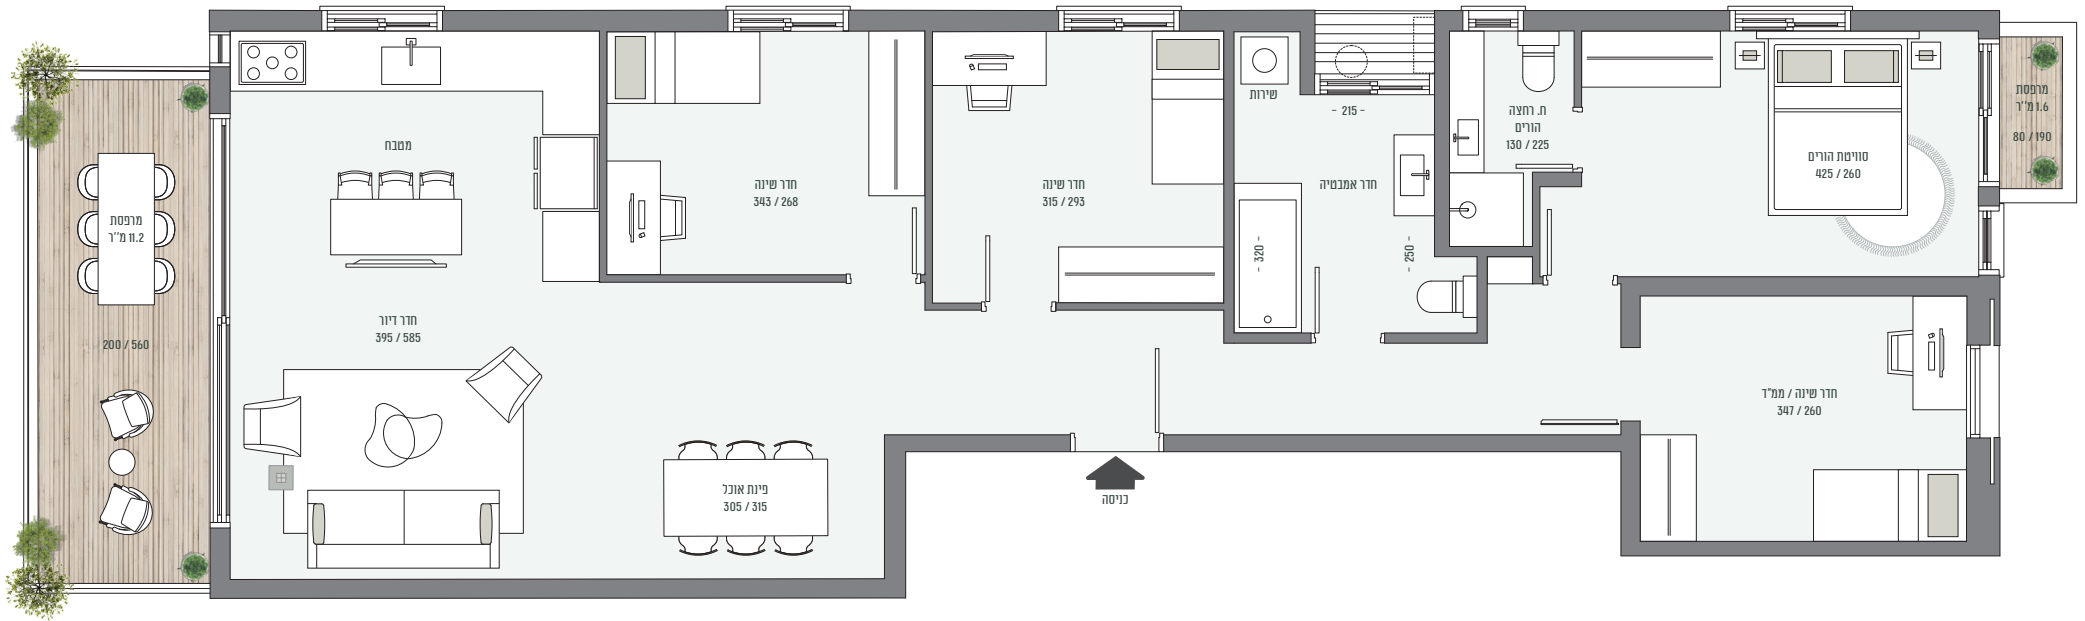 מרפסת
11.2 מ''ר
200 / 560
מטבח
חדר דיור
395 / 585
פינת אוכל
305 / 315
חדר שינה
343 / 268
חדר שינה
315 / 293
שירות
- 215 -
חדר אמבטיה
- 320 -
- 250 -
כניסה
ח. רחצה
הורים
130 / 225
סוויטת הורים
425 / 260
מרפסת
1.6 מ''ר
80 / 190
חדר שינה / ממ"ד
347 / 260